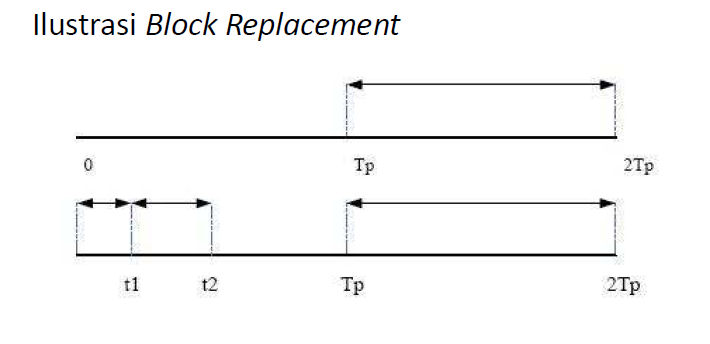 Ilustrasi Block Replacement
0 Tp 2Tp
t1 t2 Tp 2Tp